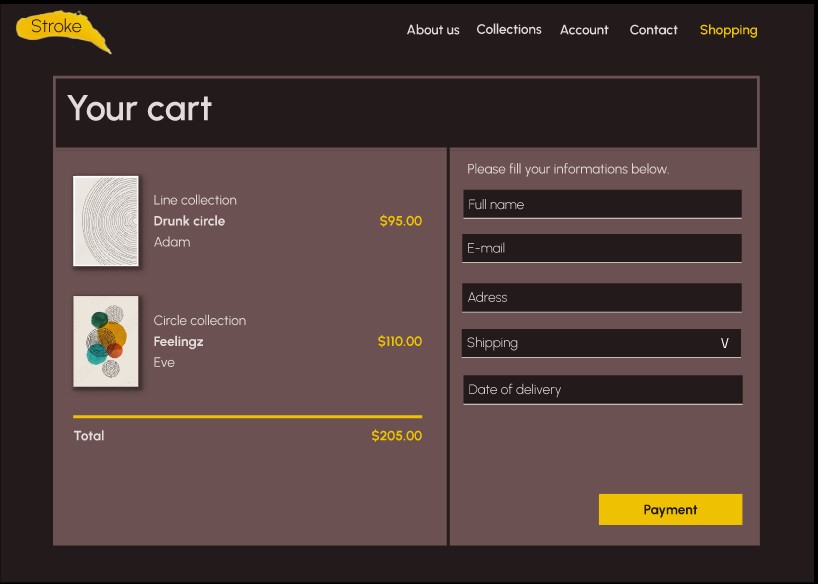 Stroke
About us Collections Account Contact Shopping
Your cart
Line collection
Drunk circle $95.00
Adam
Circle collection
Feelingz $110.00
Eve
Total $205.00
Please fill your informations below.
Full name
E-mail
Adress
Shipping V
Date of delivery
Payment